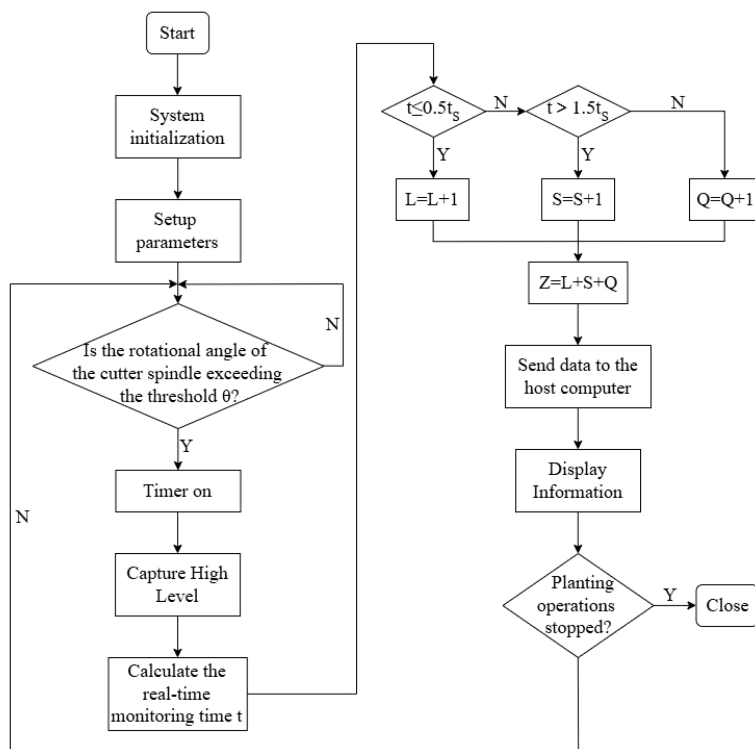 Start
System
initialization
Setup
parameters
N
Is the rotational angle of
the cutter spindle exceeding
the threshold θ?
Y
Timer on
N
Capture High
Level
Calculate the
real-time
monitoring time t
t≤0.5tS
N
t > 1.5tS
N
Y
Y
L=L+1
S=S+1
Q=Q+1
Z=L+S+Q
Send data to the
host computer
Display
Information
Planting
operations
stopped?
Y
Close